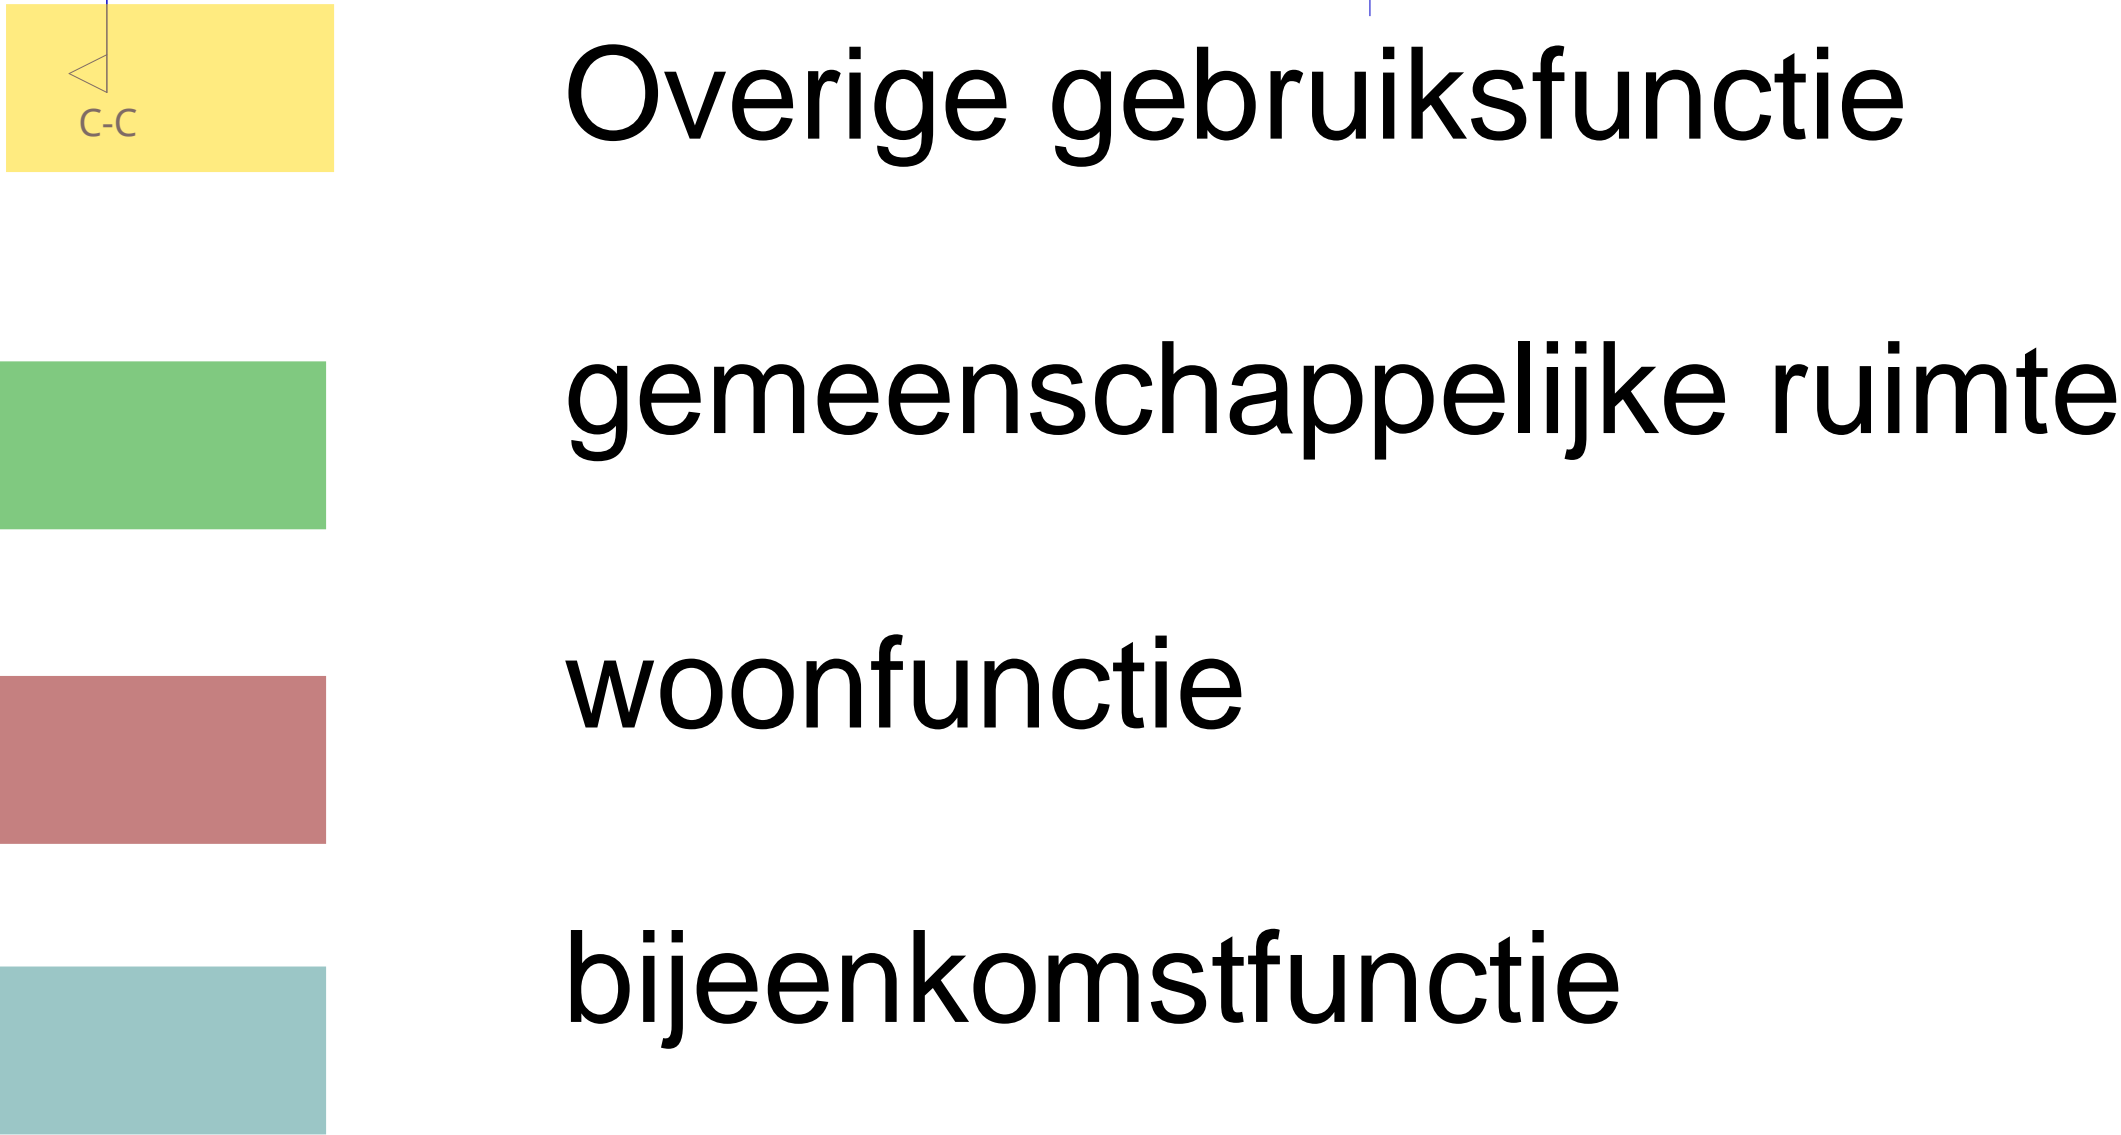 Overige gebruiksfunctie
C-C
gemeenschappelijke ruimte
woonfunctie
bijeenkomstfunctie